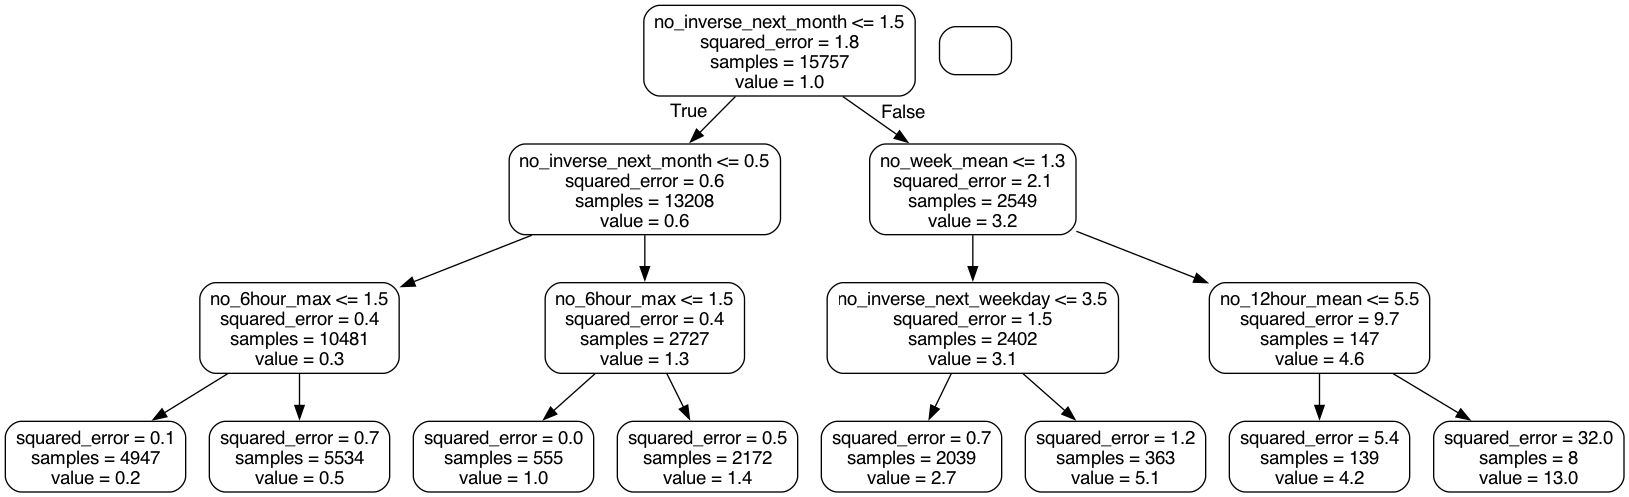 no_inverse_next_month <= 1.5
squared_error = 1.8
samples = 15757
value = 1.0
True
False
no_inverse_next_month <= 0.5
squared_error = 0.6
samples = 13208
value = 0.6
no_week_mean <= 1.3
squared_error = 2.1
samples = 2549
value = 3.2
no_6hour_max <= 1.5
squared_error = 0.4
samples = 10481
value = 0.3
no_6hour_max <= 1.5
squared_error = 0.4
samples = 2727
value = 1.3
no_inverse_next_weekday <= 3.5
squared_error = 1.5
samples = 2402
value = 3.1
no_12hour_mean <= 5.5
squared_error = 9.7
samples = 147
value = 4.6
squared_error = 0.1
samples = 4947
value = 0.2
squared_error = 0.7
samples = 5534
value = 0.5
squared_error = 0.0
samples = 555
value = 1.0
squared_error = 0.5
samples = 2172
value = 1.4
squared_error = 0.7
samples = 2039
value = 2.7
squared_error = 1.2
samples = 363
value = 5.1
squared_error = 5.4
samples = 139
value = 4.2
squared_error = 32.0
samples = 8
value = 13.0